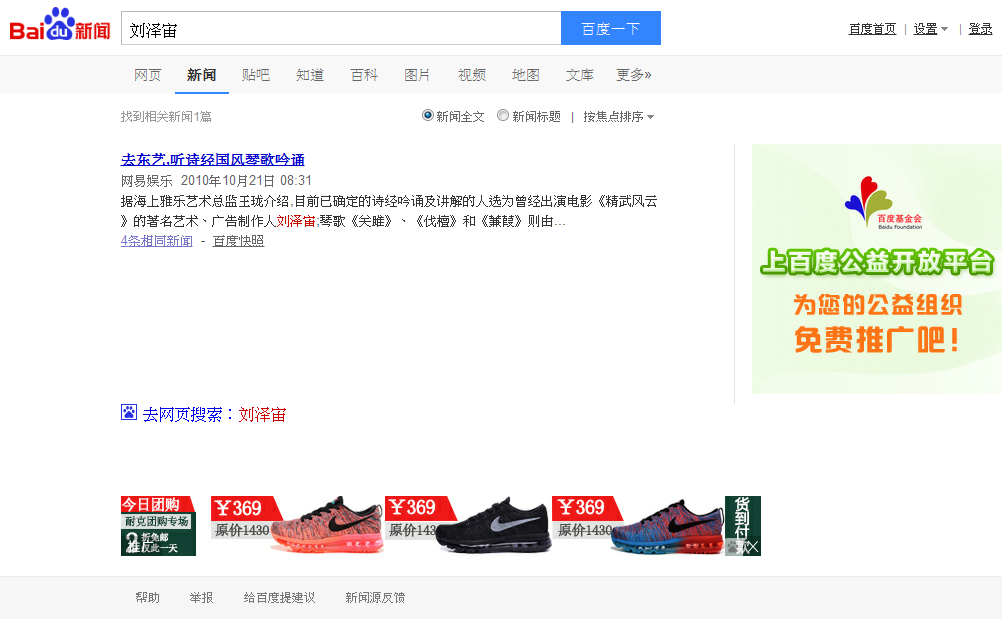 Bai du 新闻
刘泽宙
百度一下
百度首页 | 设置 | 登录
网页 新闻 贴吧 知道 百科 图片 视频 地图 文库 更多»
找到相关新闻1篇
新闻全文 新闻标题 | 按焦点排序
去东艺,听诗经国风琴歌吟诵
网易娱乐 2010年10月21日 08:31
据海上雅乐艺术总监王珑介绍,目前已确定的诗经吟诵及讲解的人选为曾经出演电影《精武风云
》的著名艺术、广告制作人刘泽宙;琴歌《关雎》、《伐檀》和《蒹葭》则由...
4条相同新闻 - 百度快照
百度基金会
Baidu Foundation
上百度公益开放平台
为您的公益组织
免费推广吧!
去网页搜索：刘泽宙
今日团购
耐克团购专场
2折免邮
仅此一天
¥369
原价1430
¥369
原价143
¥369
原价1430
货到付款
帮助 举报 给百度提建议 新闻源反馈